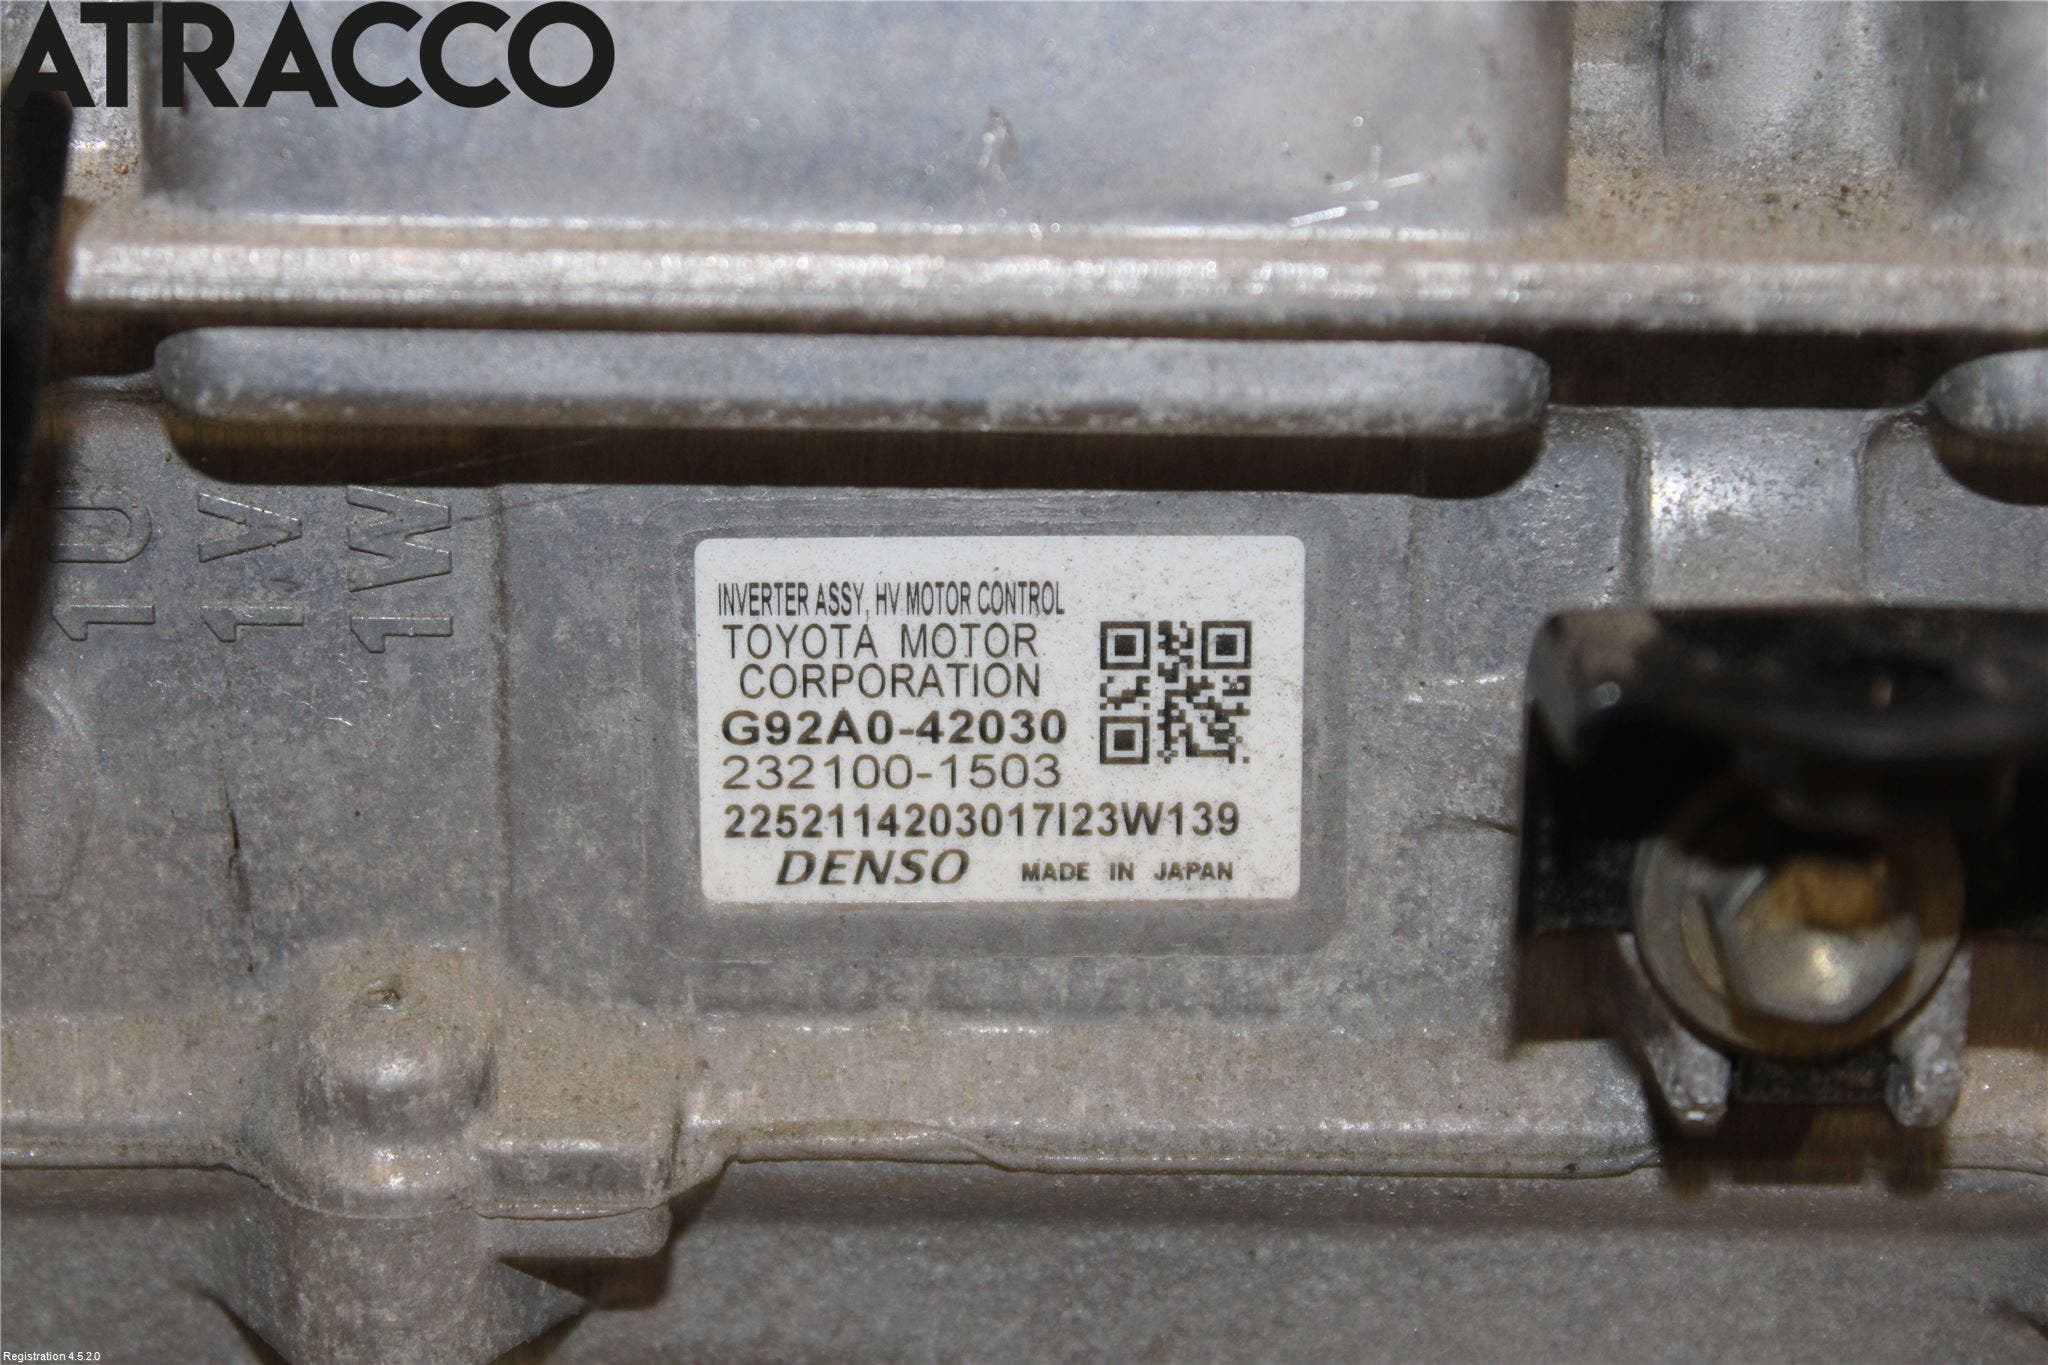 ATRACCO
1U
1V
1W
INVERTER ASSY, HV MOTOR CONTROL
TOYOTA MOTOR
CORPORATION
G92A0-42030
232100-1503
2252114203017I23W139
DENSO MADE IN JAPAN
Registration 4.5.2.0